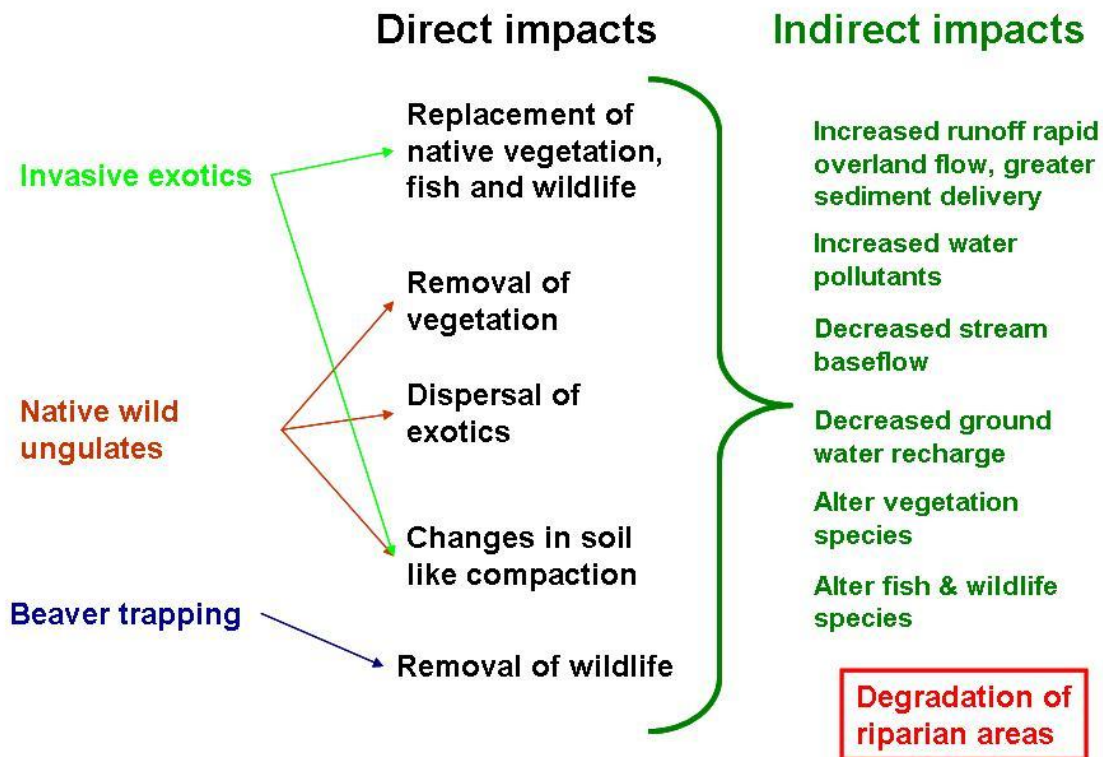 Direct impacts
Indirect impacts
Invasive exotics
Native wild
ungulates
Beaver trapping
Replacement of
native vegetation,
fish and wildlife
Removal of
vegetation
Dispersal of
exotics
Changes in soil
like compaction
Removal of wildlife
Increased runoff rapid
overland flow, greater
sediment delivery
Increased water
pollutants
Decreased stream
baseflow
Decreased ground
water recharge
Alter vegetation
species
Alter fish & wildlife
species
Degradation of
riparian areas